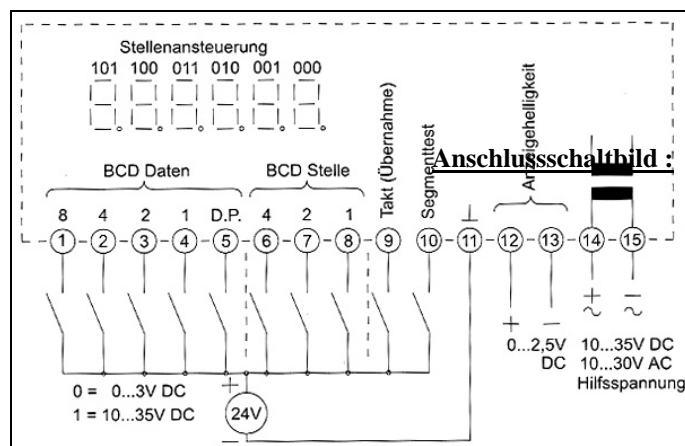 Stellenansteuerung
101 100 011 010 001 000
Anschlussschaltbild :
BCD Daten
BCD Stelle
Takt (Übernahme)
Segmenttest
Anzeigehelligkeit
8 4 2 1 D.P. 4 2 1 ⊥
1 2 3 4 5 6 7 8 9 10 11 12 13 14 15
+ − + −
~ ~
+ −
0...2,5V
DC
10...35V DC
10...30V AC
Hilfsspannung
0 = 0...3V DC
1 = 10...35V DC
+
24V
−